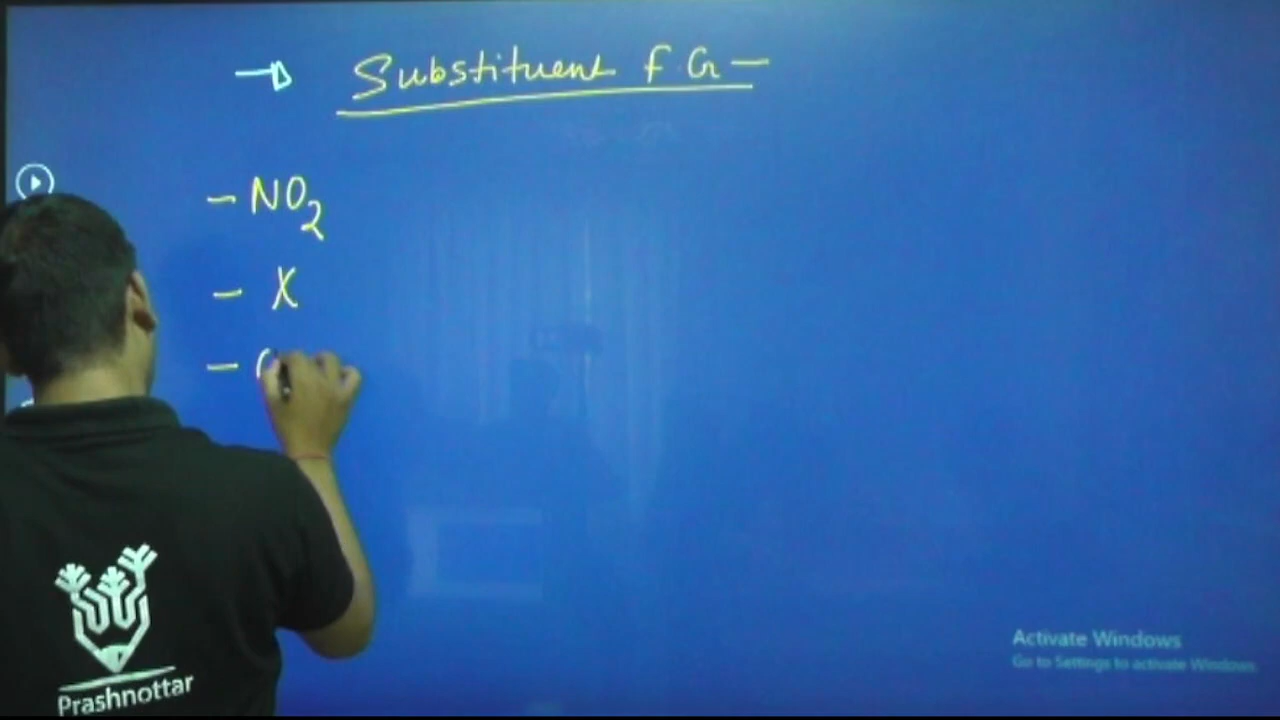 Substituent F.G -
- NO2
- X
-
Prashnottar
Activate Windows
Go to Settings to activate Windows.